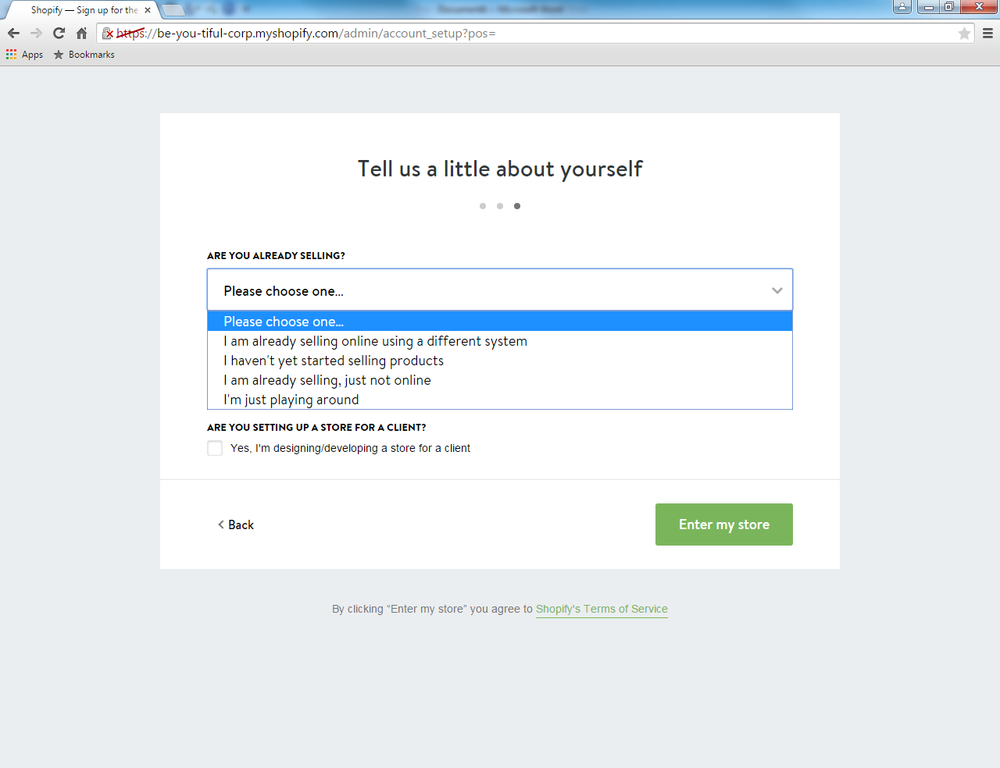 Shopify — Sign up for the
https://be-you-tiful-corp.myshopify.com/admin/account_setup?pos=
Apps Bookmarks
Tell us a little about yourself
ARE YOU ALREADY SELLING?
Please choose one...
Please choose one...
I am already selling online using a different system
I haven't yet started selling products
I am already selling, just not online
I'm just playing around
ARE YOU SETTING UP A STORE FOR A CLIENT?
Yes, I'm designing/developing a store for a client
Back
Enter my store
By clicking “Enter my store” you agree to Shopify's Terms of Service